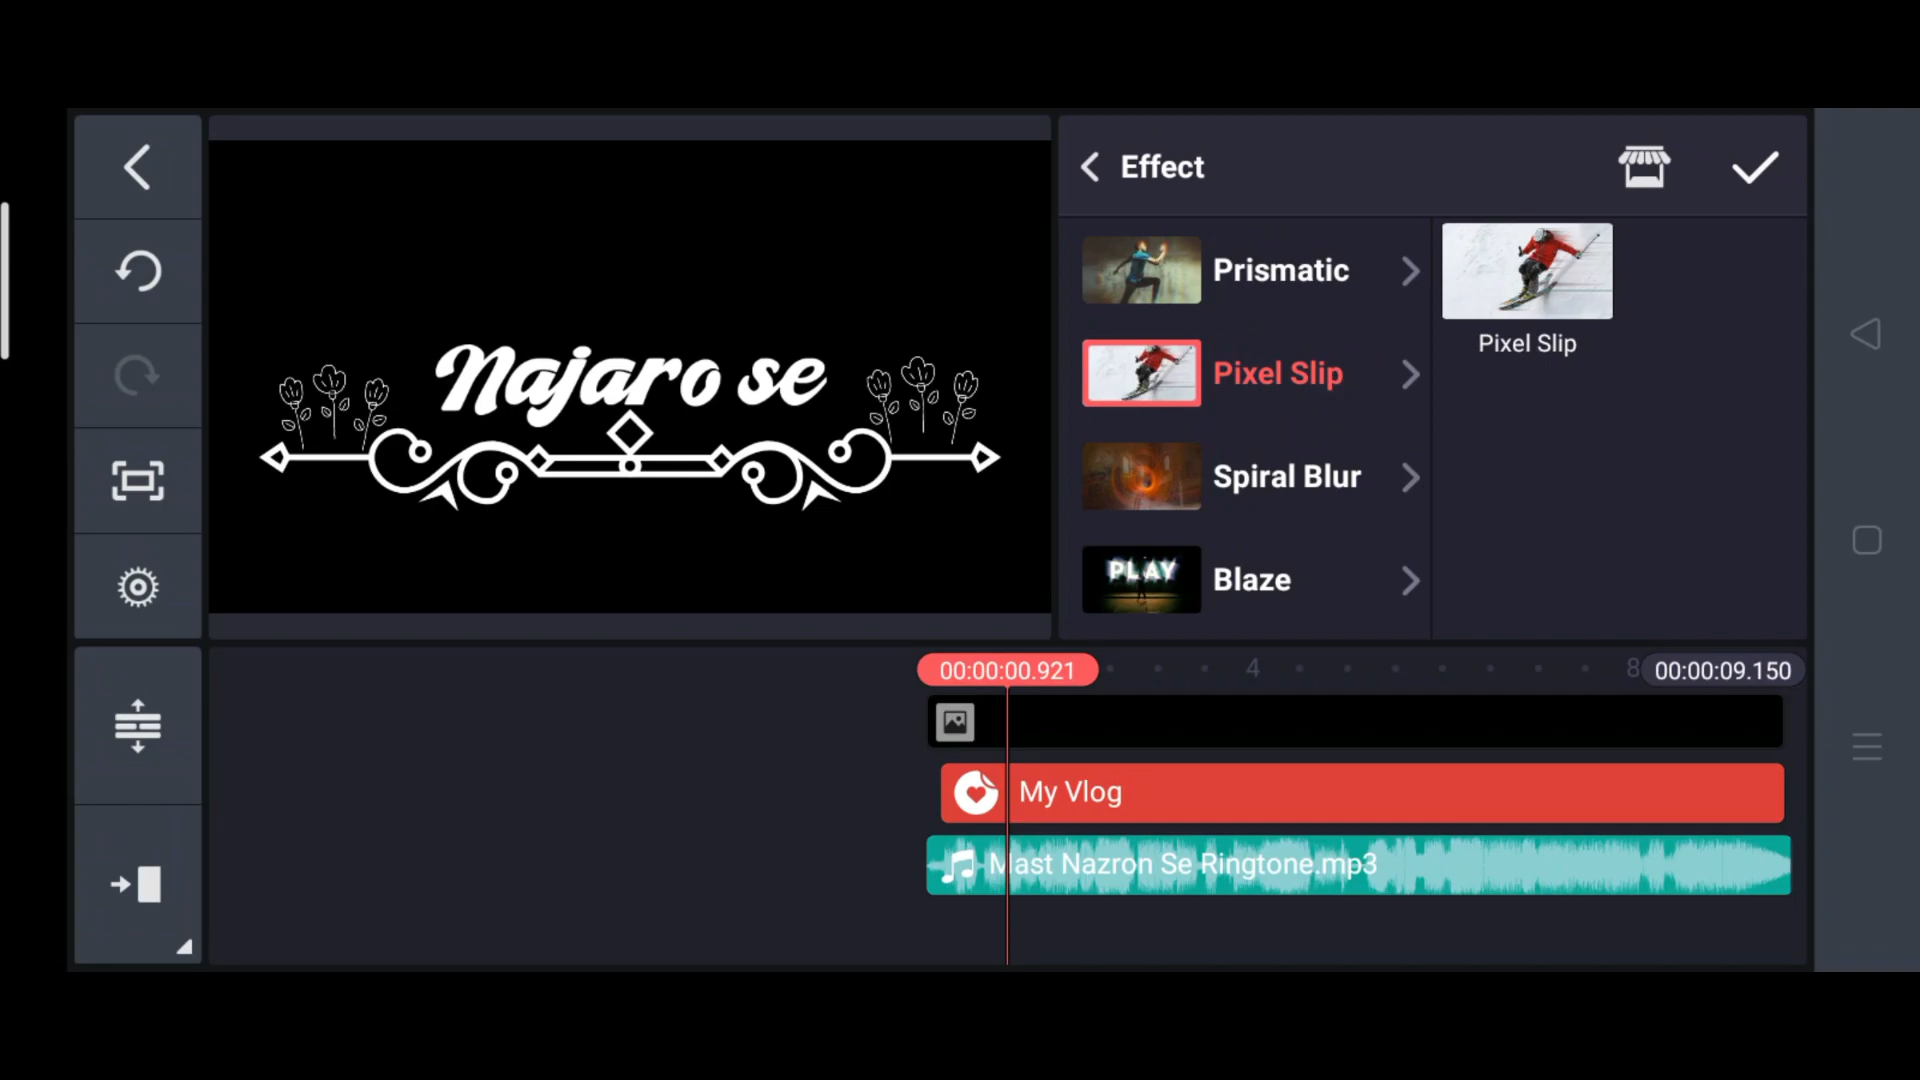 Effect
Najaro se
Prismatic
Pixel Slip
Spiral Blur
PLAY
Blaze
Pixel Slip
00:00:00.921
4
8
00:00:09.150
My Vlog
Mast Nazron Se Ringtone.mp3